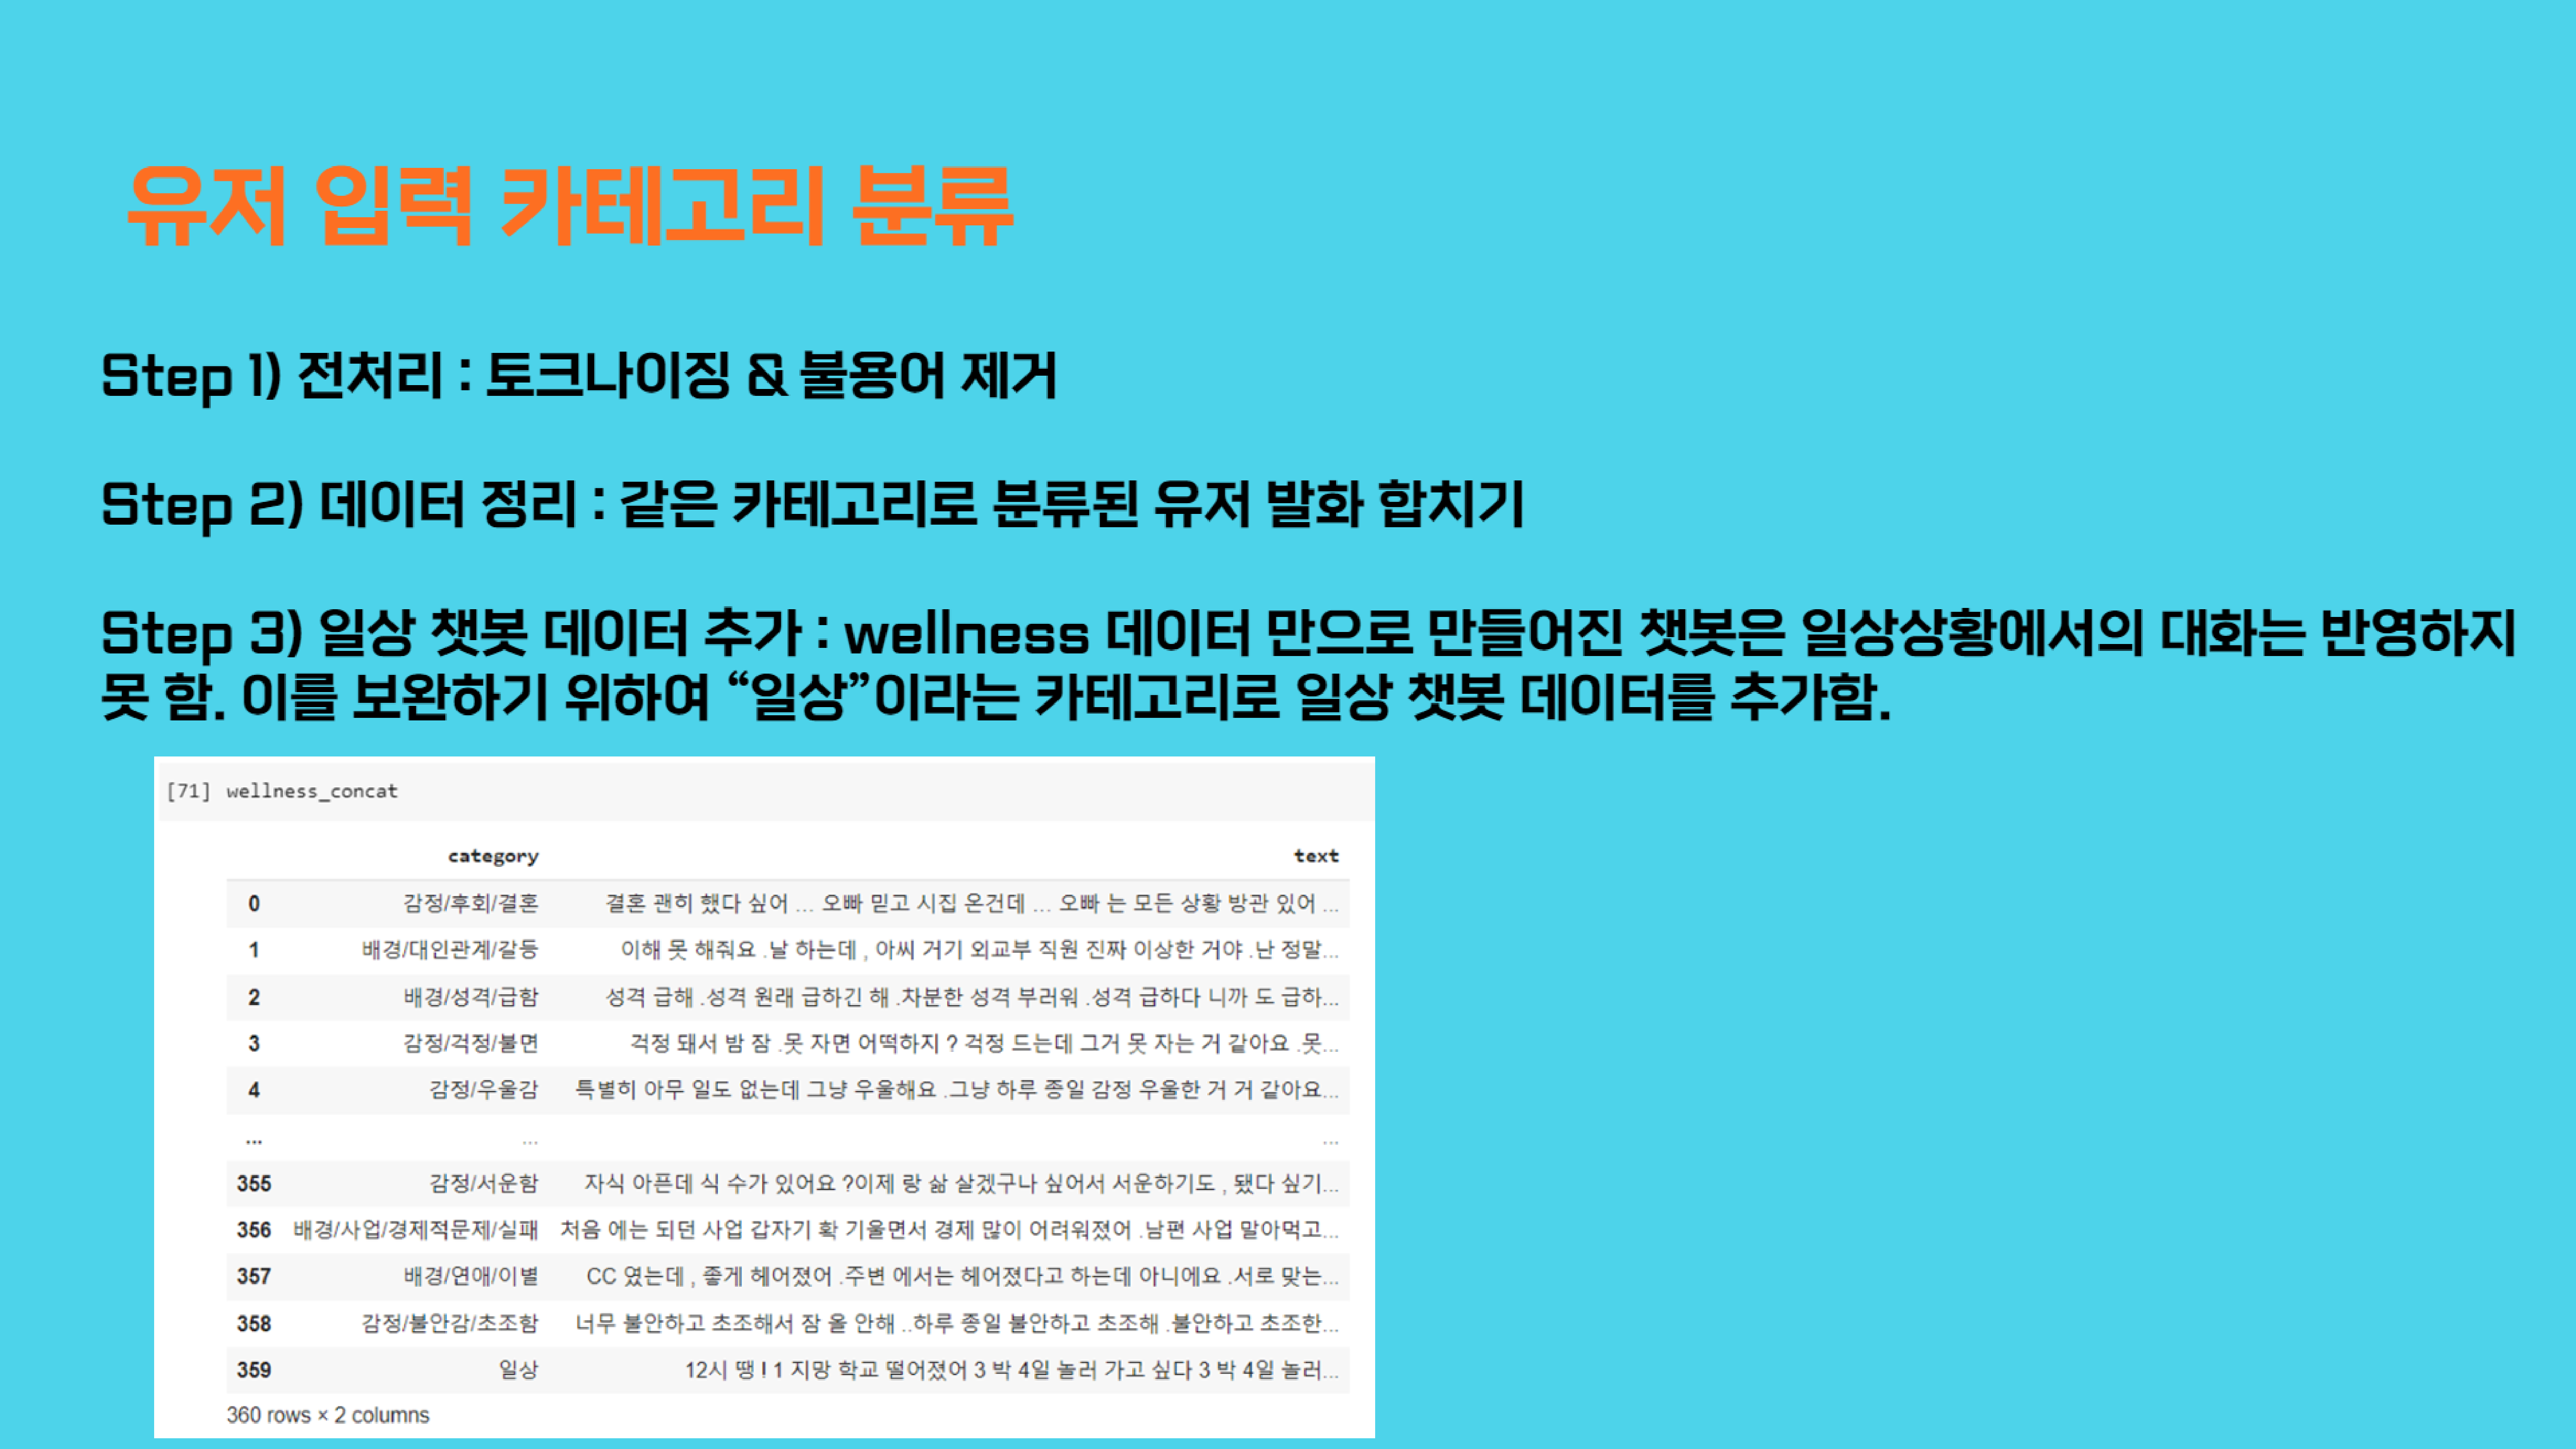 유저 입력 카테고리 분류
Step 1) 전처리 : 토크나이징 & 불용어 제거
Step 2) 데이터 정리 : 같은 카테고리로 분류된 유저 발화 합치기
Step 3) 일상 챗봇 데이터 추가 : wellness 데이터 만으로 만들어진 챗봇은 일상상황에서의 대화는 반영하지
못 함. 이를 보완하기 위하여 “일상”이라는 카테고리로 일상 챗봇 데이터를 추가함.
[71] wellness_concat
category text
0 감정/후회/결혼 결혼 괜히 했다 싶어 ... 오빠 믿고 시집 온건데 ... 오빠 는 모든 상황 방관 있어 ...
1 배경/대인관계/갈등 이해 못 해줘요 .날 하는데 , 아씨 거기 외교부 직원 진짜 이상한 거야 .난 정말...
2 배경/성격/급함 성격 급해 .성격 원래 급하긴 해 .차분한 성격 부러워 .성격 급하다 니까 도 급하...
3 감정/걱정/불면 걱정 돼서 밤 잠 .못 자면 어떡하지 ? 걱정 드는데 그거 못 자는 거 같아요 .못...
4 감정/우울감 특별히 아무 일도 없는데 그냥 우울해요 .그냥 하루 종일 감정 우울한 거 거 같아요...
... ... ...
355 감정/서운함 자식 아픈데 식 수가 있어요 ?이제 랑 삶 살겠구나 싶어서 서운하기도 , 됐다 싶기...
356 배경/사업/경제적문제/실패 처음 에는 되던 사업 갑자기 확 기울면서 경제 많이 어려워졌어 .남편 사업 말아먹고...
357 배경/연애/이별 CC 였는데 , 좋게 헤어졌어 .주변 에서는 헤어졌다고 하는데 아니에요 .서로 맞는...
358 감정/불안감/초조함 너무 불안하고 초조해서 잠 올 안해 ..하루 종일 불안하고 초조해 .불안하고 초조한...
359 일상 12시 땡 ! 1 지망 학교 떨어졌어 3 박 4일 놀러 가고 싶다 3 박 4일 놀러...
360 rows × 2 columns